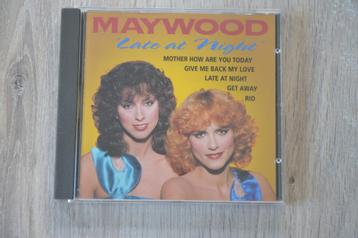 MAYWOOD
Late at Night
MOTHER HOW ARE YOU TODAY
GIVE ME BACK MY LOVE
LATE AT NIGHT
GET AWAY
RIO